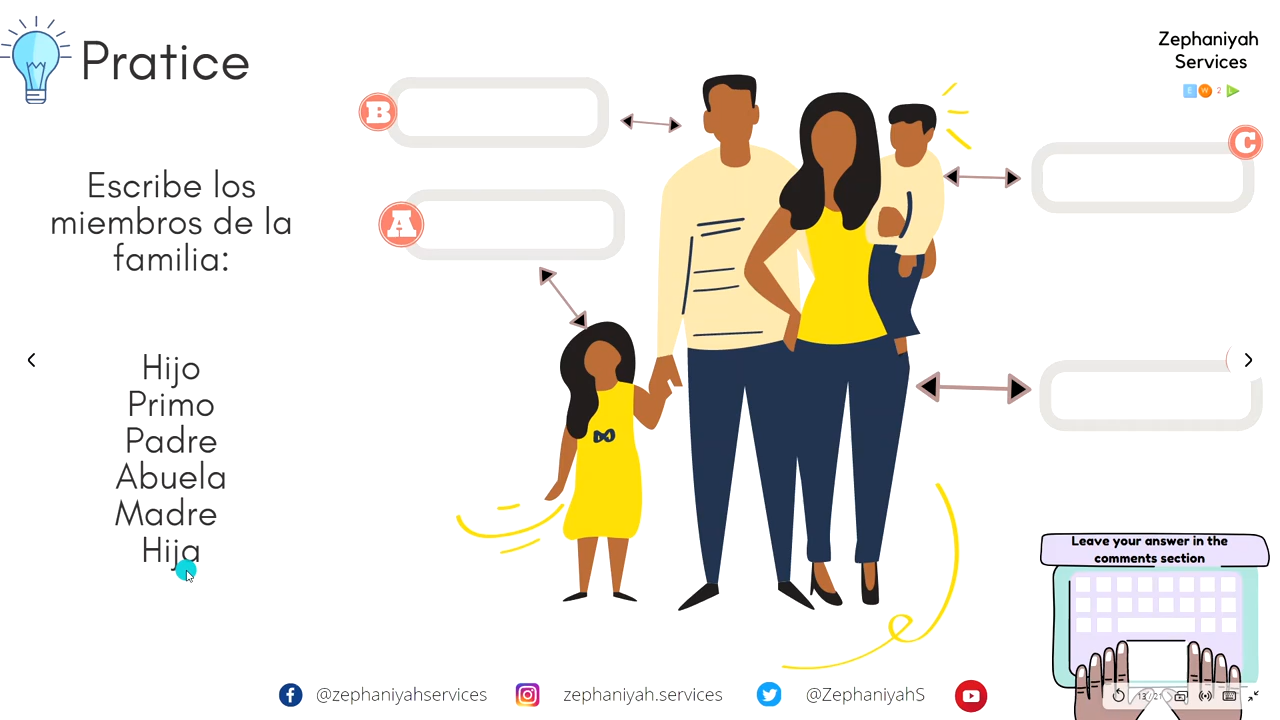 Pratice
Zephaniyah
Services
E W 2
B
C
Escribe los
miembros de la
familia:
A
Hijo
Primo
Padre
Abuela
Madre
Hija
Leave your answer in the
comments section
@zephaniyahservices
zephaniyah.services
@ZephaniyahS